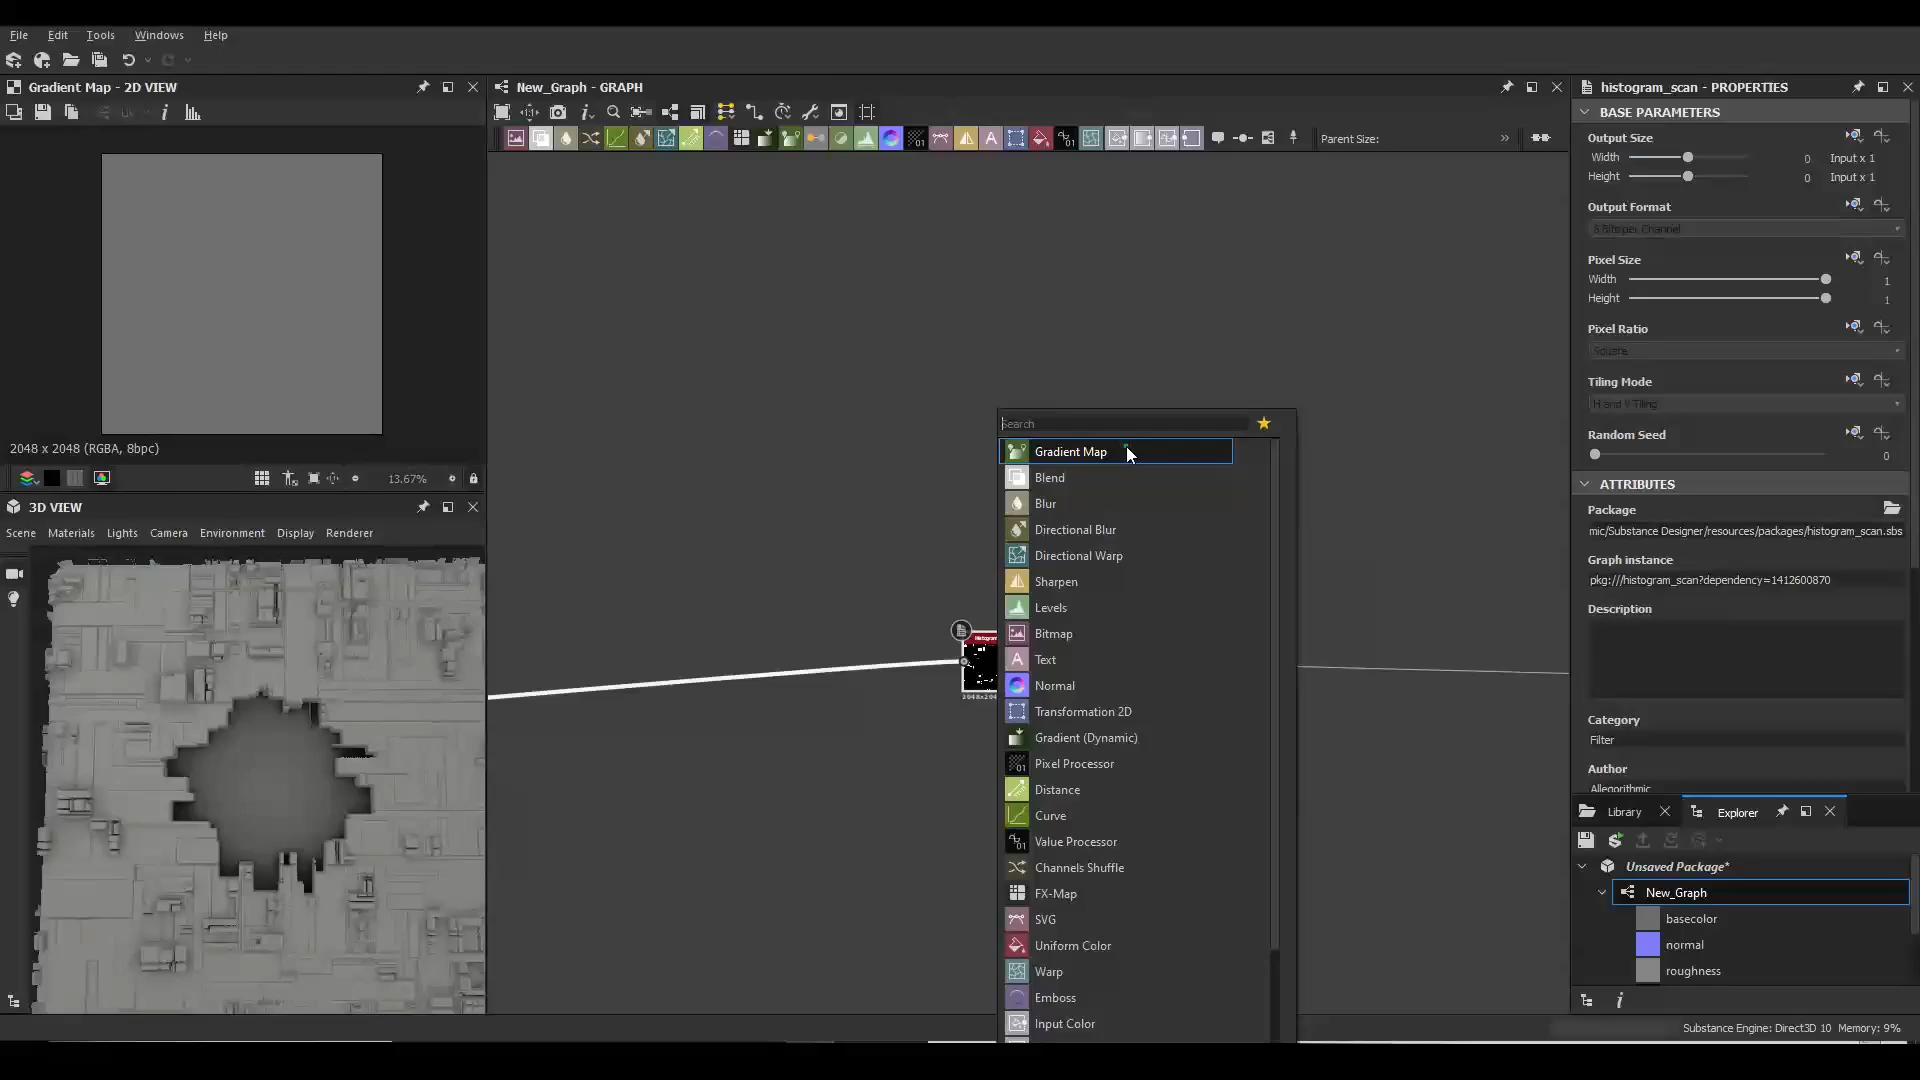 File Edit Tools Windows Help
Gradient Map - 2D VIEW
2048 x 2048 (RGBA, 8bpc)
13.67%
3D VIEW
Scene Materials Lights Camera Environment Display Renderer
New_Graph - GRAPH
Parent Size:
Search
Gradient Map
Blend
Blur
Directional Blur
Directional Warp
Sharpen
Levels
Bitmap
Text
Normal
Transformation 2D
Gradient (Dynamic)
Pixel Processor
Distance
Curve
Value Processor
Channels Shuffle
FX-Map
SVG
Uniform Color
Warp
Emboss
Input Color
histogram_scan - PROPERTIES
BASE PARAMETERS
Output Size
Width 0 Input x 1
Height 0 Input x 1
Output Format
8 Bits per Channel
Pixel Size
Width 1
Height 1
Pixel Ratio
Square
Tiling Mode
H and V Tiling
Random Seed
0
ATTRIBUTES
Package
mic/Substance Designer/resources/packages/histogram_scan.sbs
Graph instance
pkg:///histogram_scan?dependency=1412600870
Description
Category
Filter
Author
Allegorithmic
Library Explorer
Unsaved Package*
New_Graph
basecolor
normal
roughness
Substance Engine: Direct3D 10 Memory: 9%